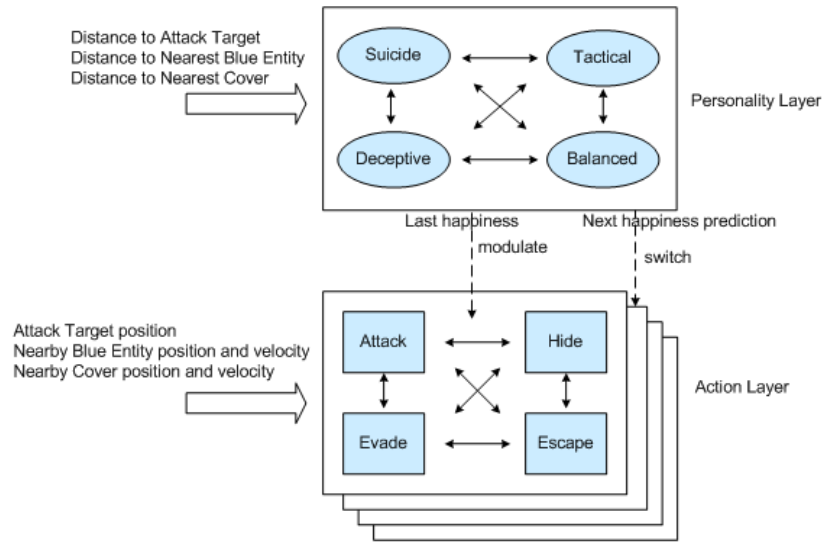 Distance to Attack Target
Distance to Nearest Blue Entity
Distance to Nearest Cover
Suicide
Tactical
Deceptive
Balanced
Personality Layer
Last happiness
Next happiness prediction
modulate
switch
Attack Target position
Nearby Blue Entity position and velocity
Nearby Cover position and velocity
Attack
Hide
Evade
Escape
Action Layer